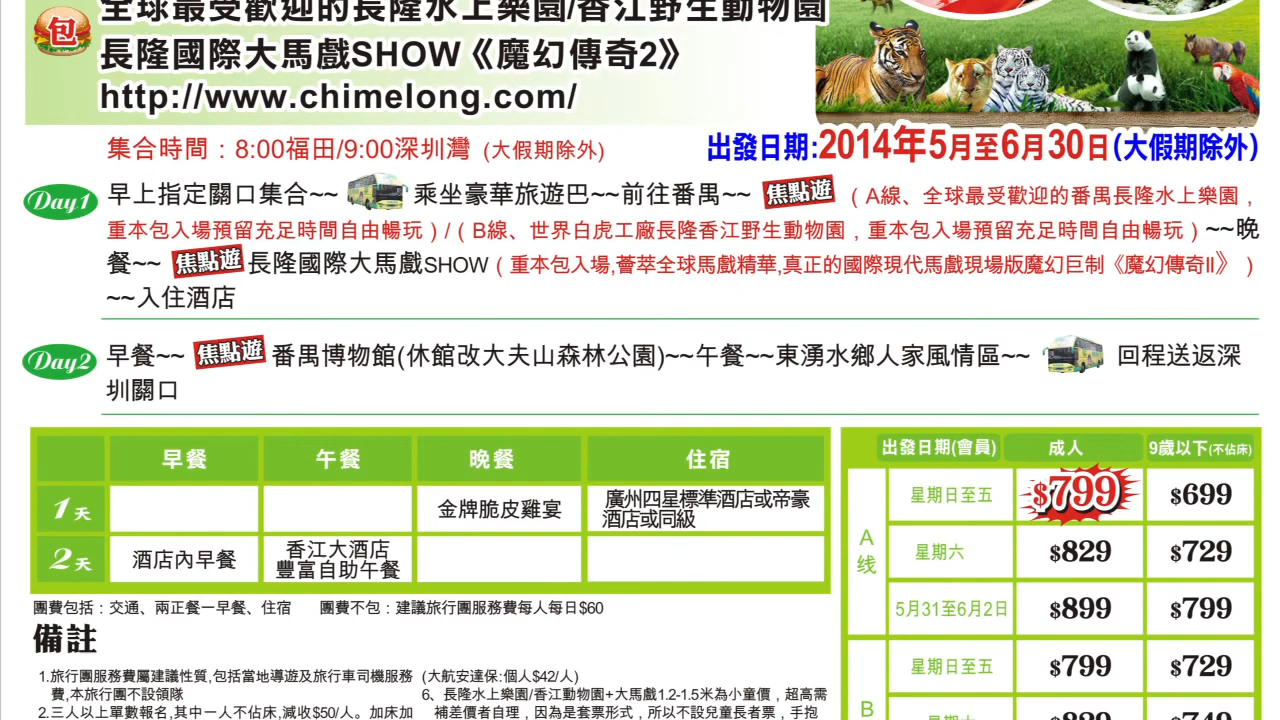 全球最受歡迎的長隆水上樂園/香江野生動物園
包
長隆國際大馬戲SHOW《魔幻傳奇2》
http://www.chimelong.com/
集合時間：8:00福田/9:00深圳灣 (大假期除外)
出發日期:2014年5月至6月30日(大假期除外)
Day1 早上指定關口集合~~ 乘坐豪華旅遊巴~~前往番禺~~ 焦點遊（A線、全球最受歡迎的番禺長隆水上樂園，
重本包入場預留充足時間自由暢玩）/（B線、世界白虎工廠長隆香江野生動物園，重本包入場預留充足時間自由暢玩）~~晚
餐~~ 焦點遊 長隆國際大馬戲SHOW（重本包入場,薈萃全球馬戲精華,真正的國際現代馬戲現場版魔幻巨制《魔幻傳奇II》）
~~入住酒店
Day2 早餐~~ 焦點遊 番禺博物館(休館改大夫山森林公園)~~午餐~~東湧水鄉人家風情區~~ 回程送返深
圳關口
早餐 午餐 晚餐 住宿
1天 金牌脆皮雞宴 廣州四星標準酒店或帝豪
酒店或同級
2天 酒店內早餐 香江大酒店
豐富自助午餐
出發日期(會員) 成人 9歲以下(不佔床)
A线
星期日至五 $799 $699
星期六 $829 $729
5月31至6月2日 $899 $799
B
星期日至五 $799 $729
星期六 $829 $749
團費包括：交通、兩正餐一早餐、住宿 團費不包：建議旅行團服務費每人每日$60
備註
1.旅行團服務費屬建議性質,包括當地導遊及旅行車司機服務
費,本旅行團不設領隊
2.三人以上單數報名,其中一人不佔床,減收$50/人。加床加
(大航安達保:個人$42/人)
6、長隆水上樂園/香江動物園+大馬戲1.2-1.5米為小童價，超高需
補差價者自理，因為是套票形式，所以不設兒童長者票，手抱